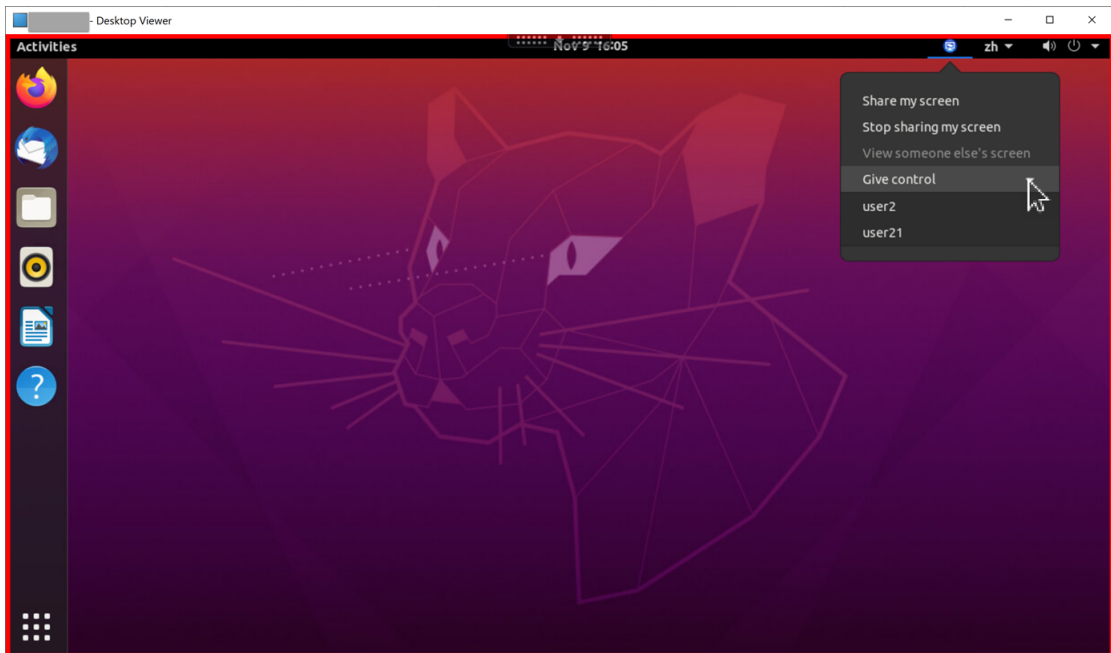 - Desktop Viewer
Activities
Nov 9 16:05
zh
Share my screen
Stop sharing my screen
View someone else's screen
Give control
user2
user21
?